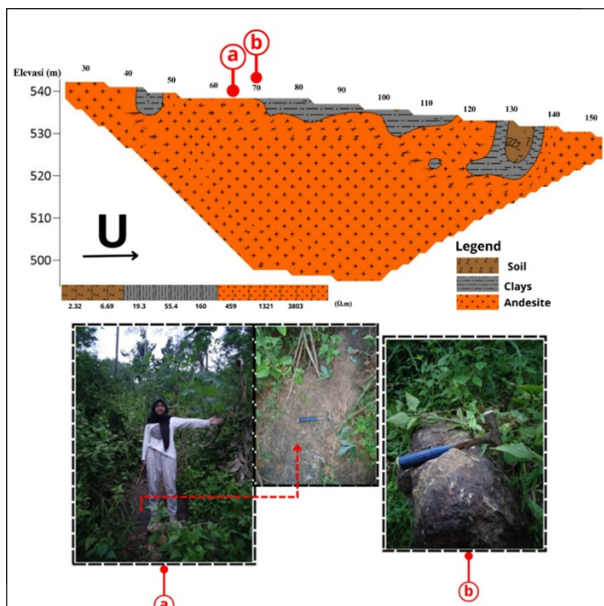 a
b
Elevasi (m)
30 40 50 60 70 80 90 100 110 120 130 140 150
540
530
520
510
500
U
Legend
Soil
Clays
Andesite
2.32 6.69 19.3 55.4 160 459 1321 3803 (Ω.m)
a
b